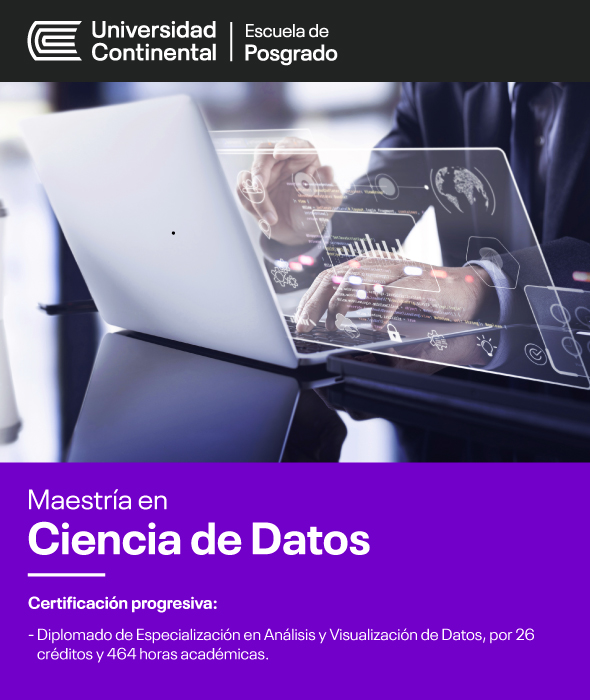 Universidad
Continental
Escuela de
Posgrado
Maestría en
Ciencia de Datos
Certificación progresiva:
- Diplomado de Especialización en Análisis y Visualización de Datos, por 26
créditos y 464 horas académicas.